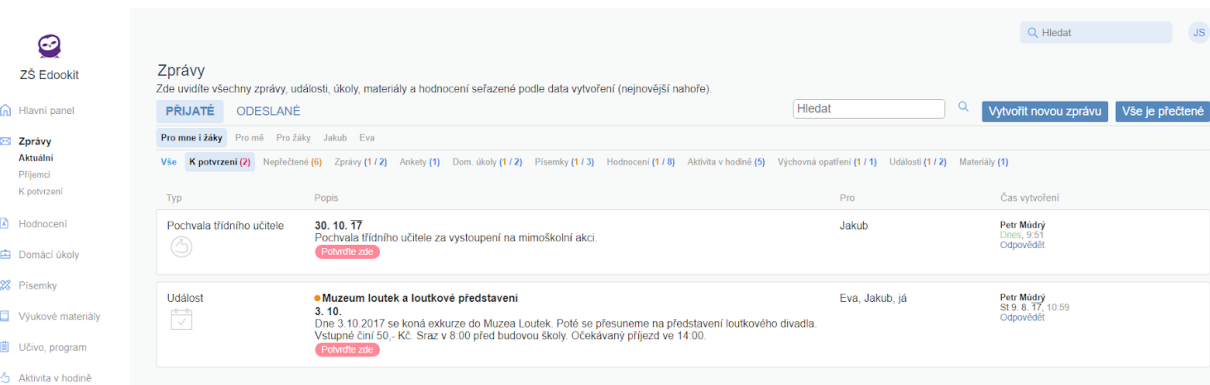 Hledat
JS
ZŠ Edookit
Hlavní panel
Zprávy
Aktuální
Příjemci
K potvrzení
Hodnocení
Domácí úkoly
Písemky
Výukové materiály
Učivo, program
Aktivita v hodině
Zprávy
Zde uvidíte všechny zprávy, události, úkoly, materiály a hodnocení seřazené podle data vytvoření (nejnovější nahoře).
PŘIJATÉ ODESLANÉ
Hledat
Vytvořit novou zprávu Vše je přečtené
Pro mne i žáky Pro mě Pro žáky Jakub Eva
Vše K potvrzení (2) Nepřečtené (6) Zprávy (1 / 2) Ankety (1) Dom. úkoly (1 / 2) Písemky (1 / 3) Hodnocení (1 / 8) Aktivita v hodině (5) Výchovná opatření (1 / 1) Události (1 / 2) Materiály (1)
Typ Popis Pro Čas vytvoření
Pochvala třídního učitele
30. 10. 17
Pochvala třídního učitele za vystoupení na mimoškolní akci.
Potvrďte zde
Jakub
Petr Múdrý
Dnes, 9:51
Odpovědět
Událost
Muzeum loutek a loutkové představení
3. 10.
Dne 3.10.2017 se koná exkurze do Muzea Loutek. Poté se přesuneme na představení loutkového divadla.
Vstupné činí 50,- Kč. Sraz v 8:00 před budovou školy. Očekávaný příjezd ve 14:00.
Potvrďte zde
Eva, Jakub, já
Petr Múdrý
St 9. 8. 17, 10:59
Odpovědět